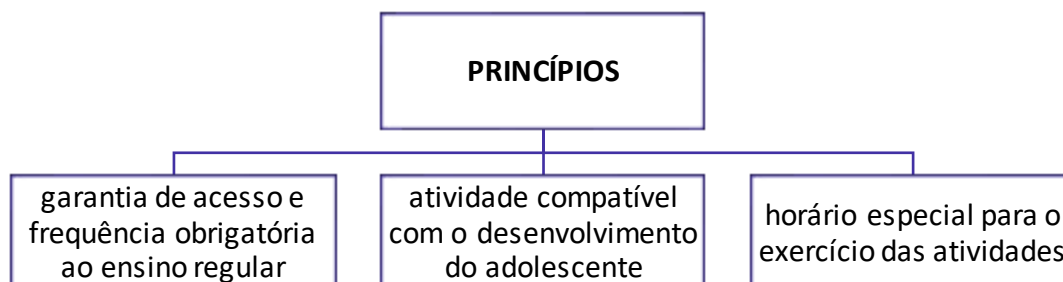 PRINCÍPIOS
garantia de acesso e
frequência obrigatória
ao ensino regular
atividade compatível
com o desenvolvimento
do adolescente
horário especial para o
exercício das atividades